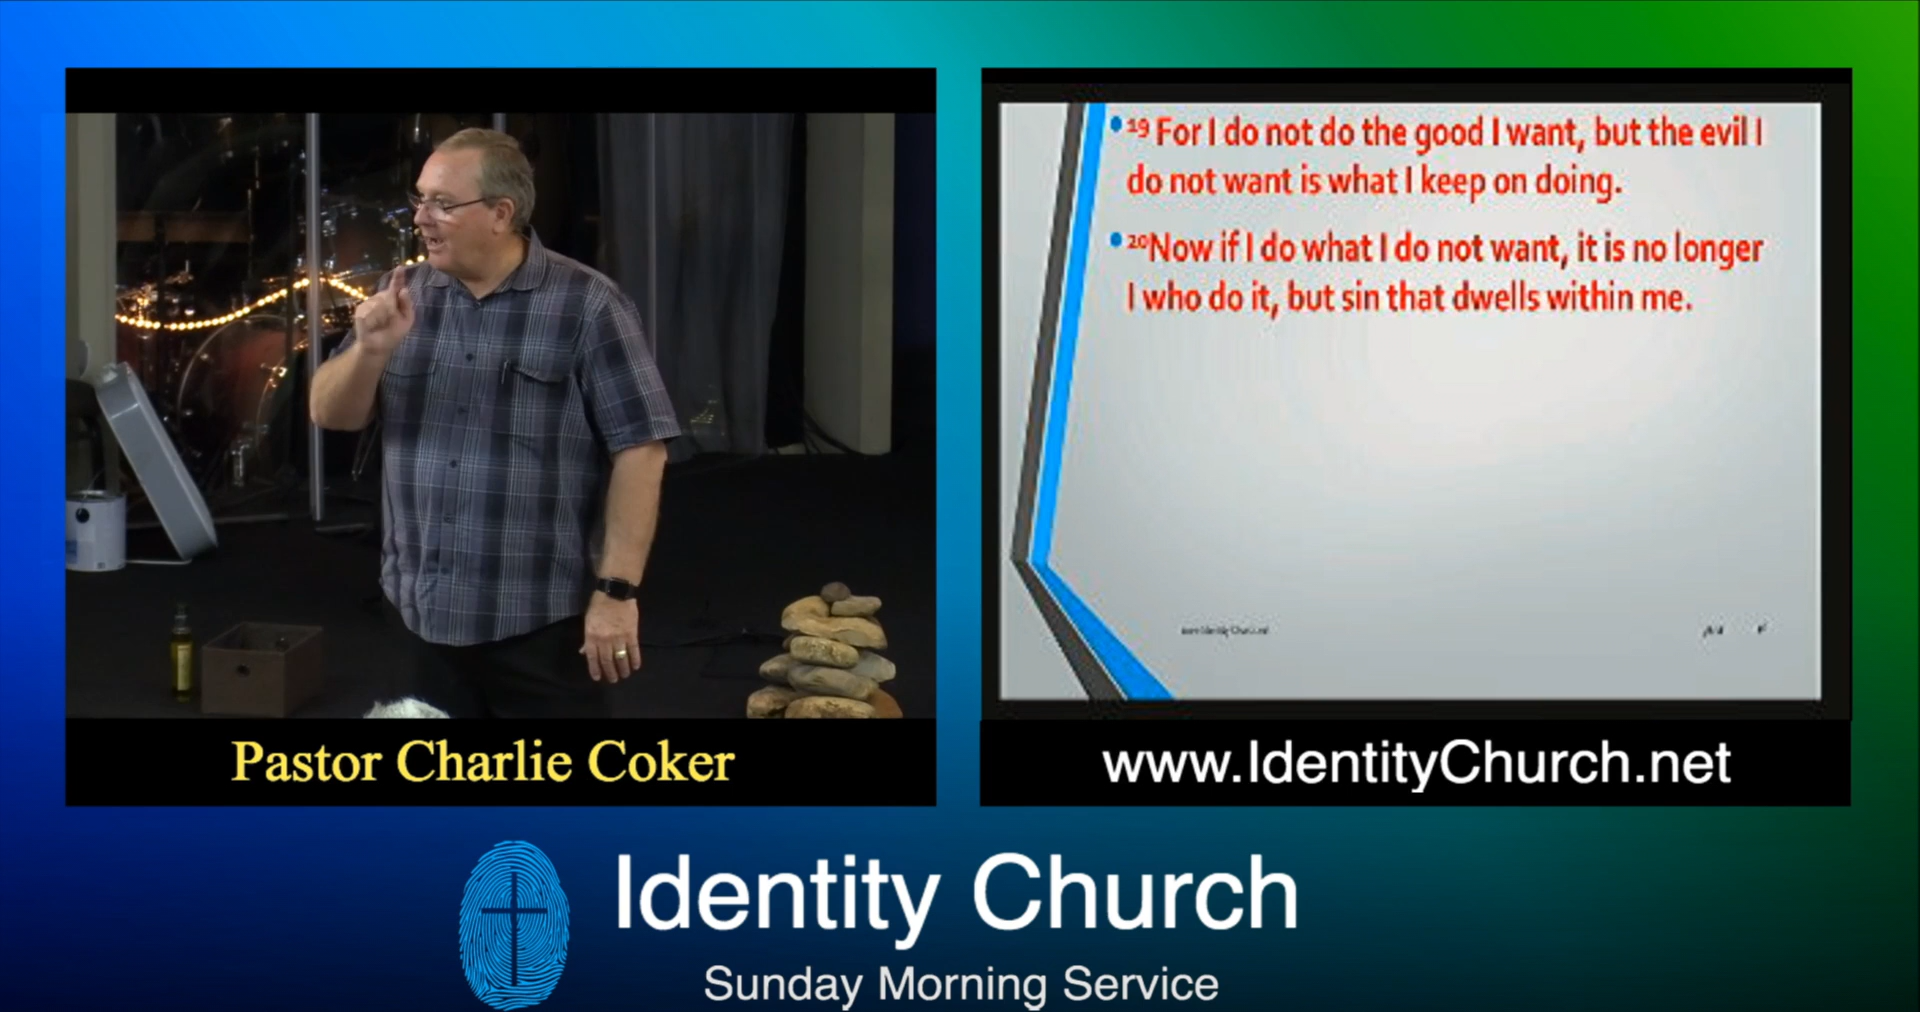 19 For I do not do the good I want, but the evil I
do not want is what I keep on doing.
20Now if I do what I do not want, it is no longer
I who do it, but sin that dwells within me.
Pastor Charlie Coker
www.IdentityChurch.net
Identity Church
Sunday Morning Service